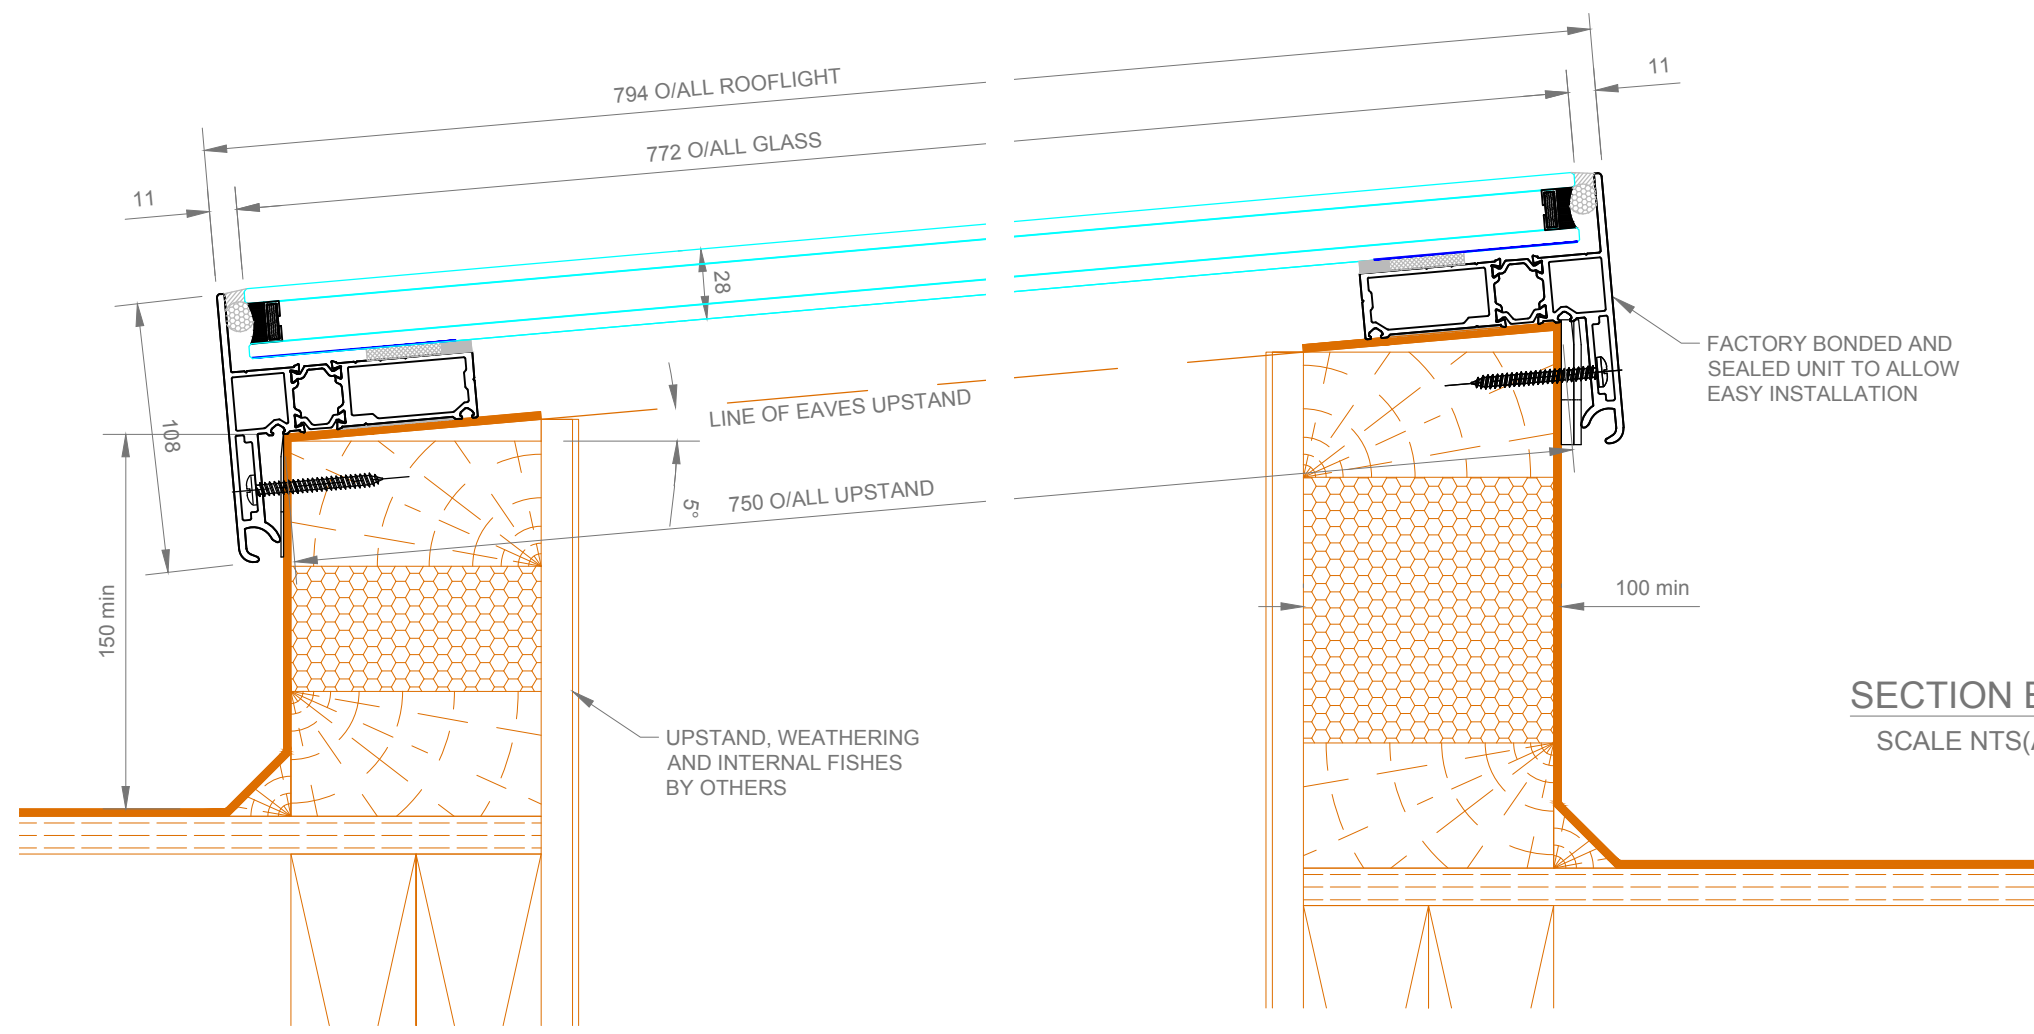 794 O/ALL ROOFLIGHT
11
772 O/ALL GLASS
11
28
FACTORY BONDED AND
SEALED UNIT TO ALLOW
EASY INSTALLATION
LINE OF EAVES UPSTAND
108
750 O/ALL UPSTAND
5°
100 min
150 min
SECTION
SCALE NTS(
UPSTAND, WEATHERING
AND INTERNAL FISHES
BY OTHERS